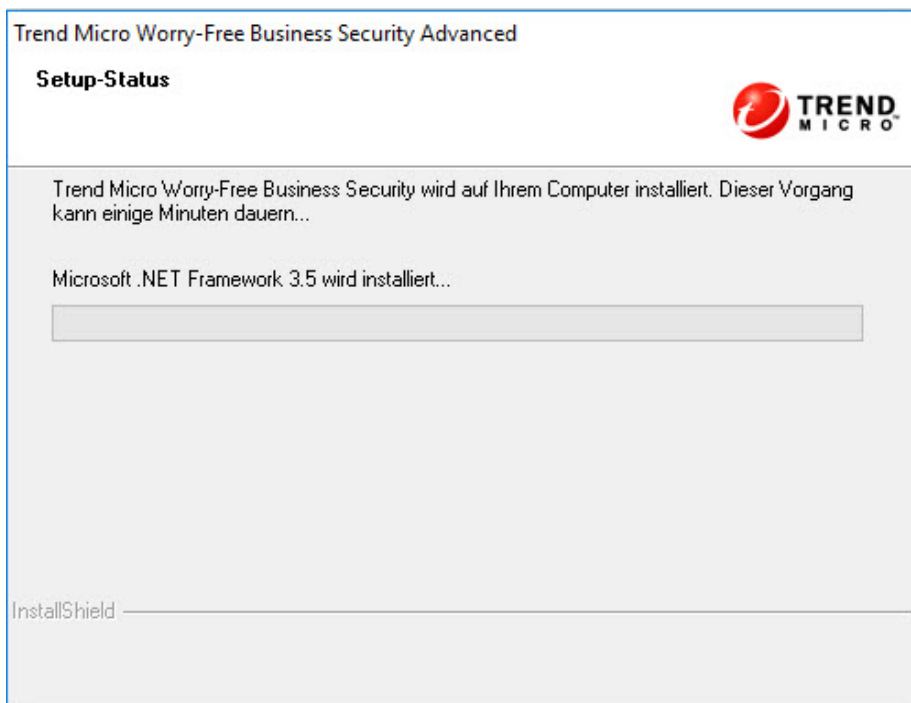 Trend Micro Worry-Free Business Security Advanced
Setup-Status
TREND
MICRO™
Trend Micro Worry-Free Business Security wird auf Ihrem Computer installiert. Dieser Vorgang
kann einige Minuten dauern...
Microsoft .NET Framework 3.5 wird installiert...
InstallShield